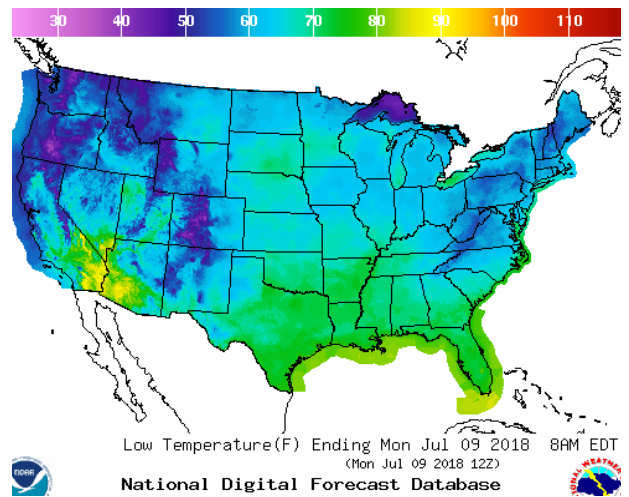 30 40 50 60 70 80 90 100 110
Low Temperature(F) Ending Mon Jul 09 2018 8AM EDT
(Mon Jul 09 2018 12Z)
National Digital Forecast Database
NOAA